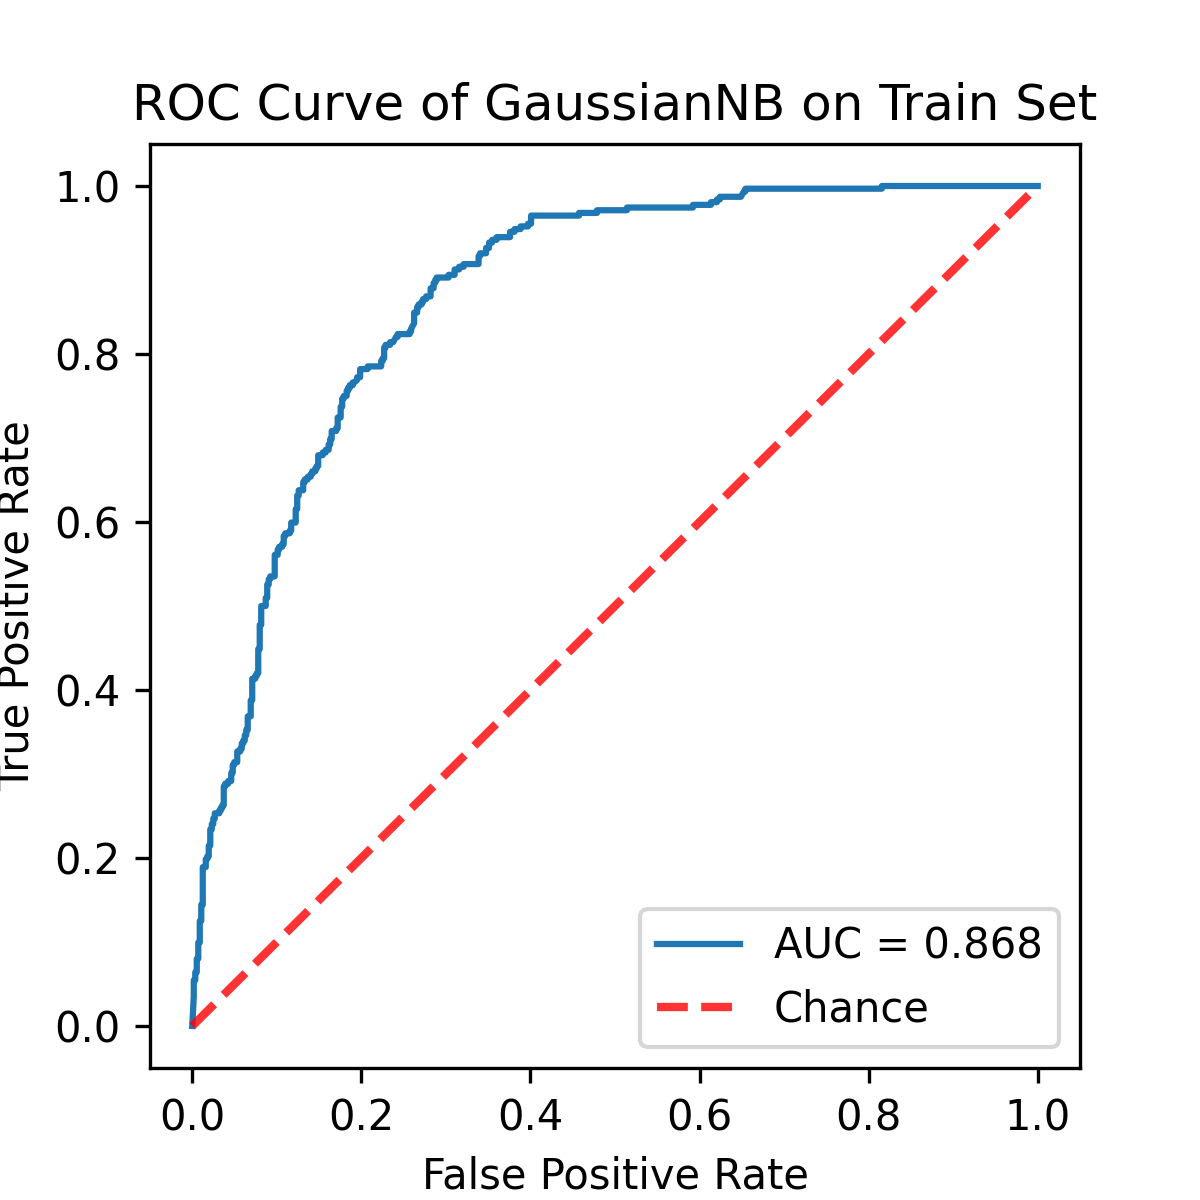 ROC Curve of GaussianNB on Train Set
1.0
0.8
0.6
0.4
0.2
0.0
True Positive Rate
AUC = 0.868
Chance
0.0 0.2 0.4 0.6 0.8 1.0
False Positive Rate